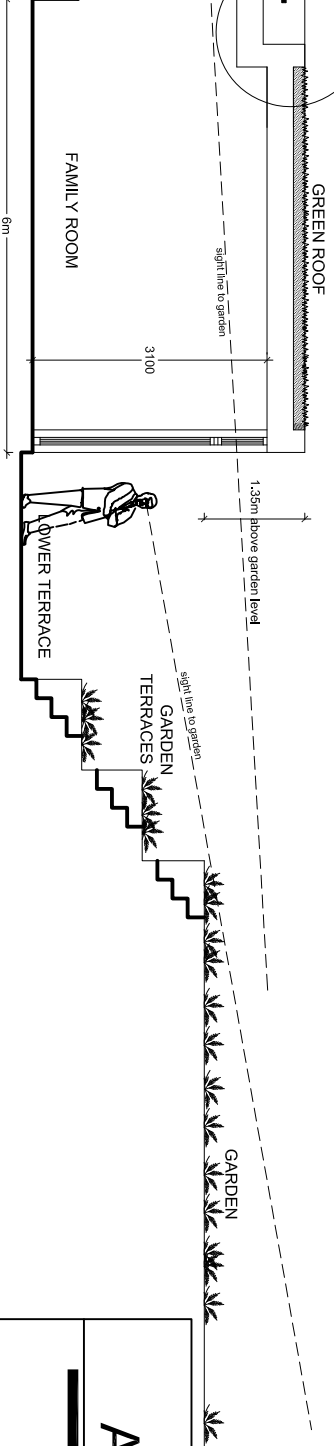 GREEN ROOF
sight line to garden
FAMILY ROOM
6m
3100
1.35m above garden level
LOWER TERRACE
sight line to garden
GARDEN
TERRACES
GARDEN
A